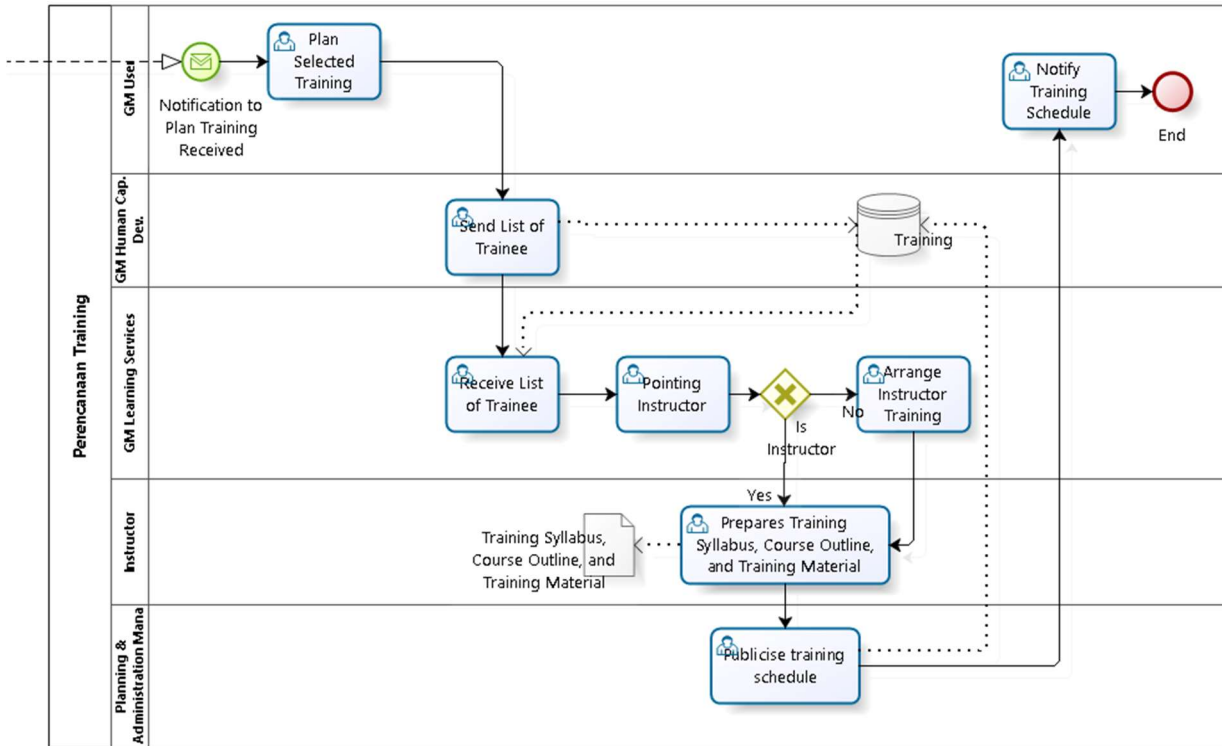 Perencanaan Training
GM User
Notification to
Plan Training
Received
Plan
Selected
Training
Notify
Training
Schedule
End
GM Human Cap.
Dev.
Send List of
Trainee
Training
GM Learning Services
Receive List
of Trainee
Pointing
Instructor
Is
Instructor
No
Arrange
Instructor
Training
Yes
Instructor
Training Syllabus,
Course Outline, and
Training Material
Prepares Training
Syllabus, Course Outline,
and Training Material
Planning &
Administration Mana
Publicise training
schedule